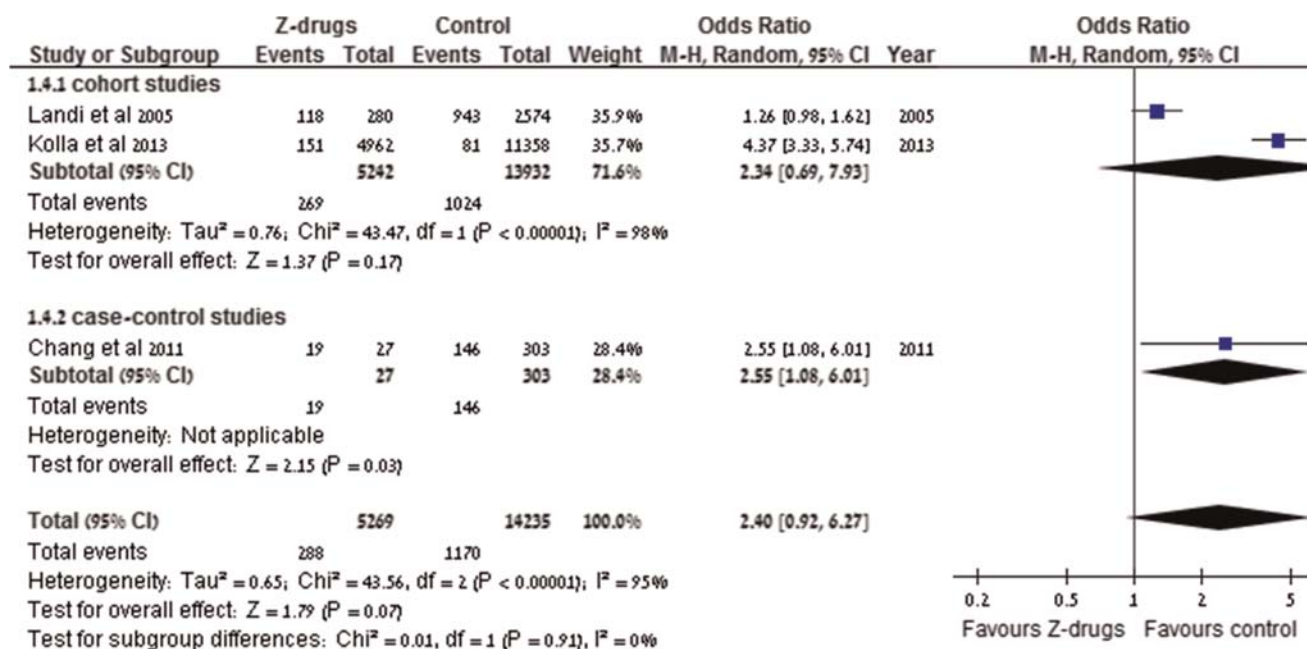 Z-drugs Control Odds Ratio Odds Ratio
Study or Subgroup Events Total Events Total Weight M-H, Random, 95% CI Year M-H, Random, 95% CI
1.4.1 cohort studies
Landi et al 2005 118 280 943 2574 35.9% 1.26 [0.98, 1.62] 2005
Kolla et al 2013 151 4962 81 11358 35.7% 4.37 [3.33, 5.74] 2013
Subtotal (95% CI) 5242 13932 71.6% 2.34 [0.69, 7.93]
Total events 269 1024
Heterogeneity: Tau² = 0.76; Chi² = 43.47, df = 1 (P < 0.00001); I² = 98%
Test for overall effect: Z = 1.37 (P = 0.17)
1.4.2 case-control studies
Chang et al 2011 19 27 146 303 28.4% 2.55 [1.08, 6.01] 2011
Subtotal (95% CI) 27 303 28.4% 2.55 [1.08, 6.01]
Total events 19 146
Heterogeneity: Not applicable
Test for overall effect: Z = 2.15 (P = 0.03)
Total (95% CI) 5269 14235 100.0% 2.40 [0.92, 6.27]
Total events 288 1170
Heterogeneity: Tau² = 0.65; Chi² = 43.56, df = 2 (P < 0.00001); I² = 95%
Test for overall effect: Z = 1.79 (P = 0.07)
Test for subgroup differences: Chi² = 0.01, df = 1 (P = 0.91), I² = 0%
0.2 0.5 1 2 5
Favours Z-drugs Favours control